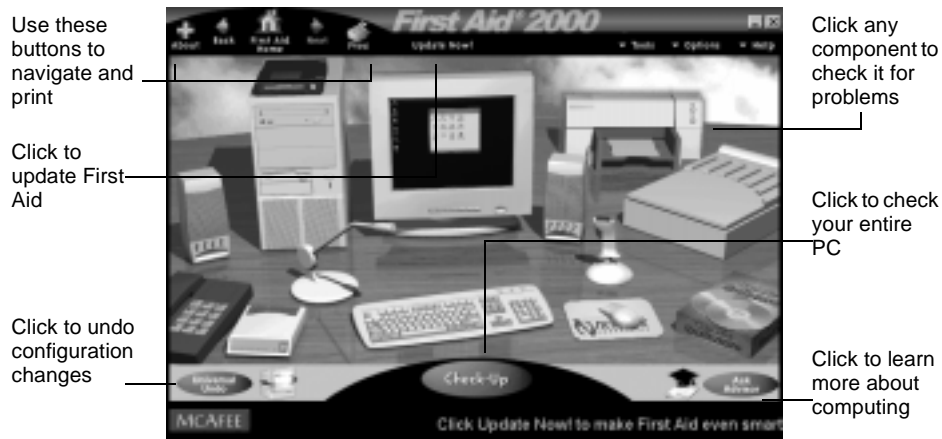 Use these
buttons to
navigate and
print
Click to
update First
Aid
Click to undo
configuration
changes
First Aid® 2000
About
Back
First Aid
Home
Next
Print
Update Now!
Tools
Options
Help
Universal
Undo
Check-Up
Ask
Advisor
MCAFEE
Click Update Now! to make First Aid even smart
Click any
component to
check it for
problems
Click to check
your entire
PC
Click to learn
more about
computing